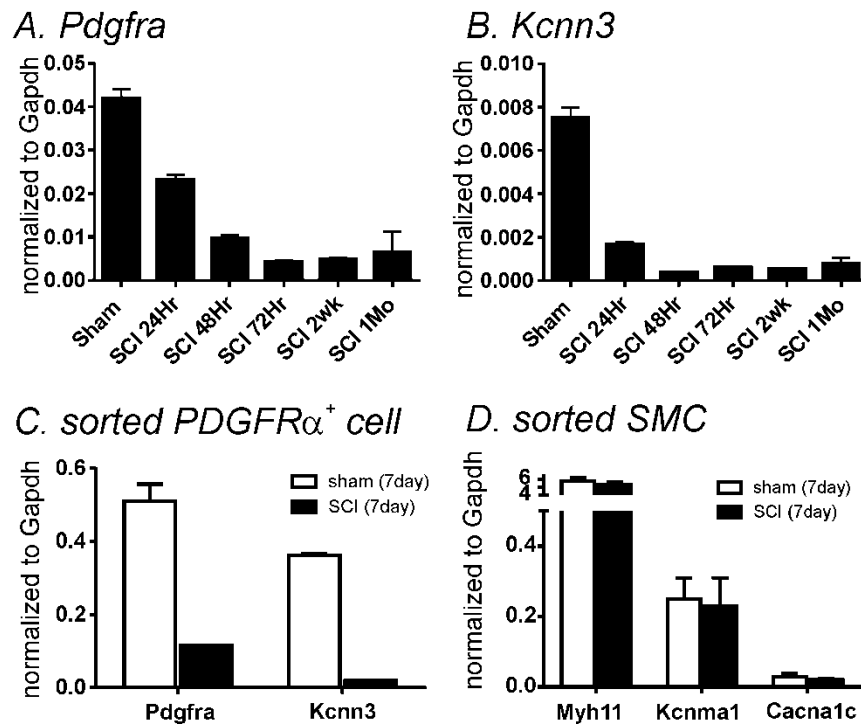 A. Pdgfra
normalized to Gapdh
0.05
0.04
0.03
0.02
0.01
0.00
Sham
SCI 24Hr
SCI 48Hr
SCI 72Hr
SCI 2wk
SCI 1Mo
B. Kcnn3
normalized to Gapdh
0.010
0.008
0.006
0.004
0.002
0.000
Sham
SCI 24Hr
SCI 48Hr
SCI 72Hr
SCI 2wk
SCI 1Mo
C. sorted PDGFRα⁺ cell
normalized to Gapdh
0.6
0.4
0.2
0.0
sham (7day)
SCI (7day)
Pdgfra
Kcnn3
D. sorted SMC
normalized to Gapdh
6
4
0.4
0.2
0.0
sham (7day)
SCI (7day)
Myh11
Kcnma1
Cacna1c